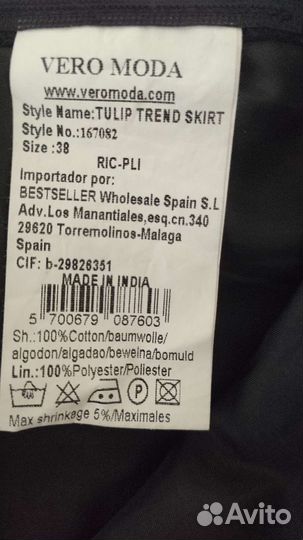 VERO MODA
www.veromoda.com
Style Name:TULIP TREND SKIRT
Style No.:167082
Size :38
RIC-PLI
Importador por:
BESTSELLER Wholesale Spain S.L
Adv.Los Manantiales,esq.cn.340
29620 Torremolinos-Malaga
Spain
CIF: b-29826351
MADE IN INDIA
5 700679 087603
Sh.:100%Cotton/baumwolle/
algodon/algadao/beweina/bomuld
Lin.:100%Polyester/Poliester
Max shrinkage 5%/Maximales
Avito